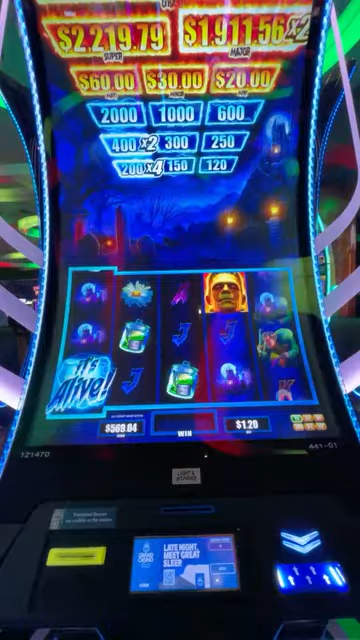 GRAND
$2,219.79 $1,911.56 x2
SUPER MAJOR
$60.00 $30.00 $20.00
MINOR
2000 1000 600
400 x2 300 250
200 x4 150 120
It's
Alive!
$569.04 WIN $1.20
121470 441-01
LATE NIGHT,
MEET GREAT
SLEEP